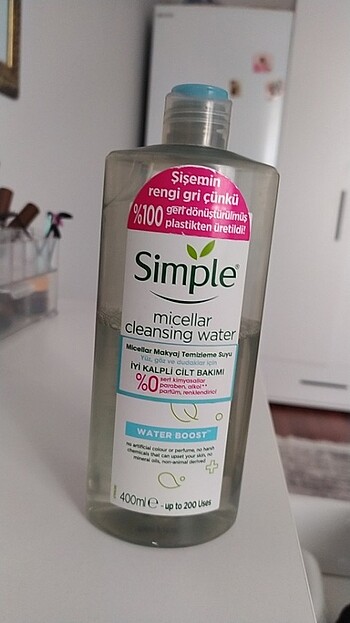 Şişemin
rengi gri çünkü
%100 geri dönüştürülmüş
plastikten üretildi!
Simple®
micellar
cleansing water
Micellar Makyaj Temizleme Suyu
Yüz, göz ve dudaklar için
İYİ KALPLİ CİLT BAKIMI
%0 sert kimyasallar
paraben, alkol**
parfüm, renklendirici
WATER BOOST™
no artificial colour or perfume, no harsh
chemicals that can upset your skin, no
mineral oils, non-animal derived
400ml℮ - up to 200 Uses